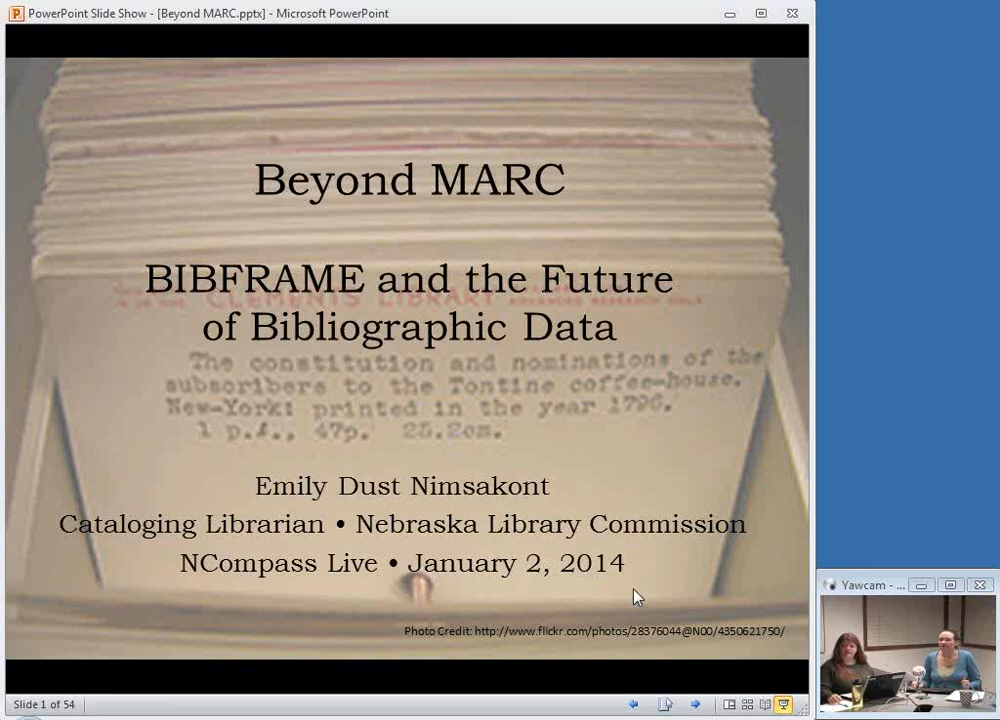 PowerPoint Slide Show - [Beyond MARC.pptx] - Microsoft PowerPoint
Beyond MARC
BIBFRAME and the Future
of Bibliographic Data
CLEMENTS LIBRARY
The constitution and nominations of the
subscribers to the Tontine coffee-house.
New-York: printed in the year 1796.
1 p.l., 47p. 25.2cm.
Emily Dust Nimsakont
Cataloging Librarian • Nebraska Library Commission
NCompass Live • January 2, 2014
Photo Credit: http://www.flickr.com/photos/28376044@N00/4350621750/
Slide 1 of 54
Yawcam - ...